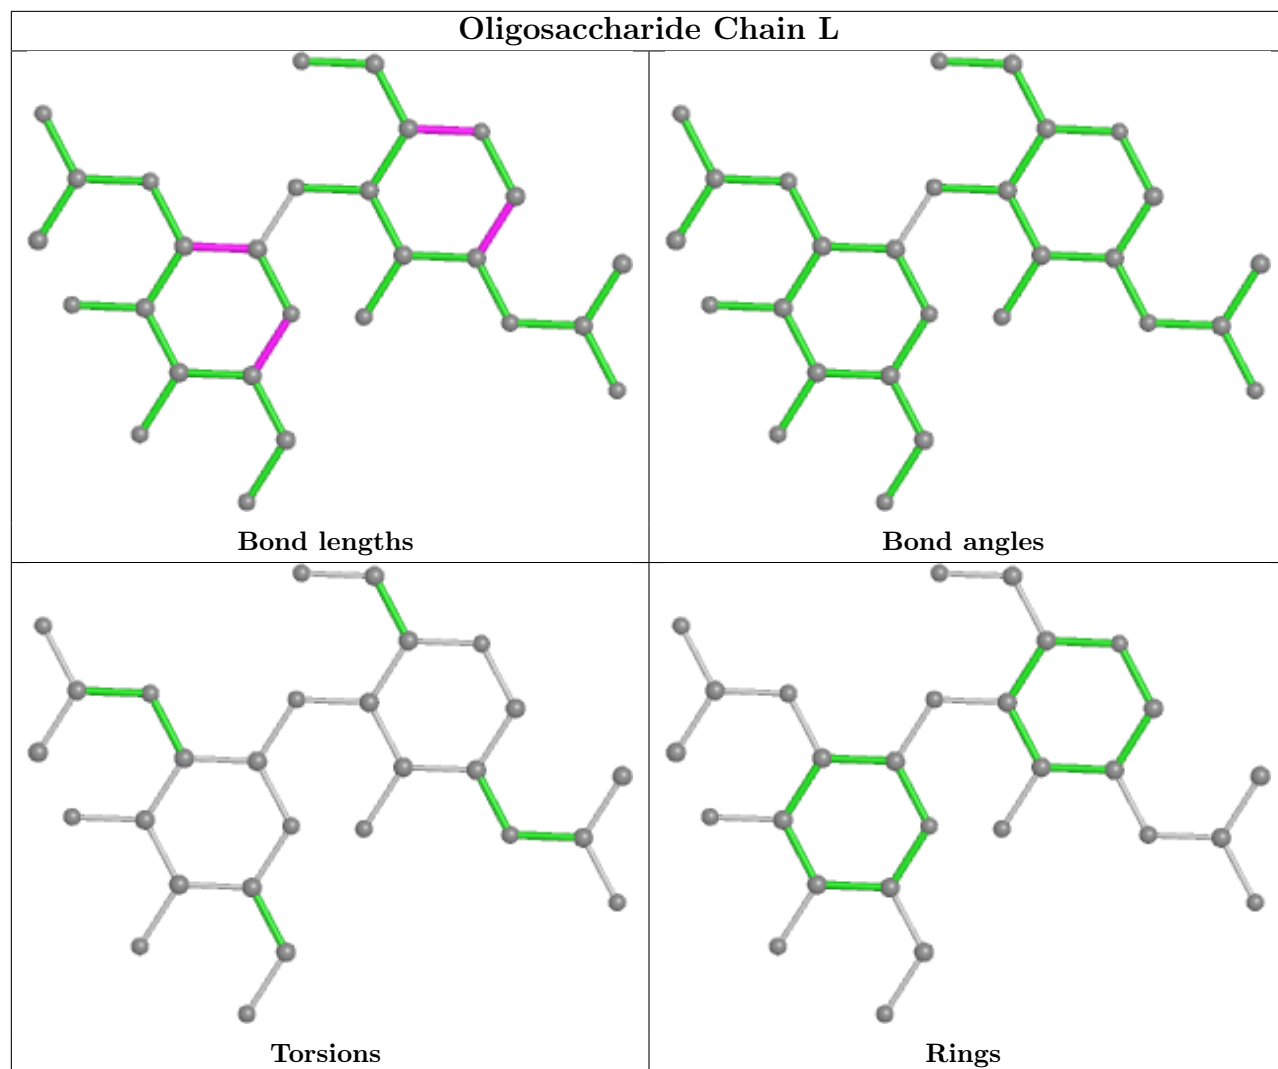 Oligosaccharide Chain L
Bond lengths
Bond angles
Torsions
Rings